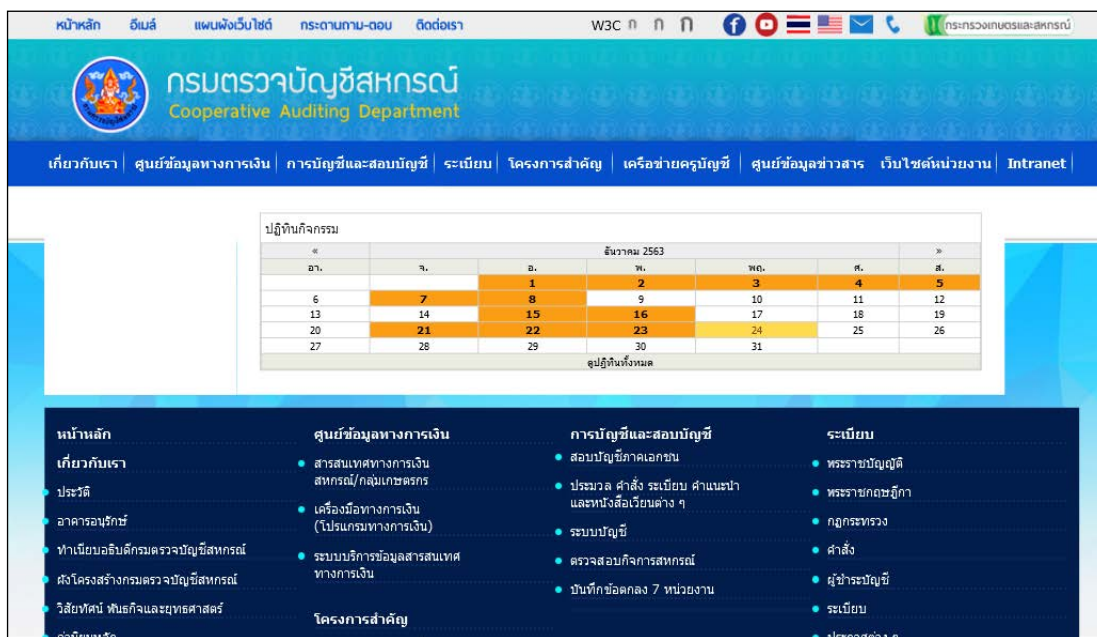 หน้าหลัก อีเมล์ แผนผังเว็บไซต์ กระดานถาม-ตอบ ติดต่อเรา W3C ก ก ก กระทรวงเกษตรและสหกรณ์
กรมตรวจบัญชีสหกรณ์
Cooperative Auditing Department
เกี่ยวกับเรา ศูนย์ข้อมูลทางการเงิน การบัญชีและสอบบัญชี ระเบียบ โครงการสำคัญ เครือข่ายครูบัญชี ศูนย์ข้อมูลข่าวสาร เว็บไซต์หน่วยงาน Intranet
ปฏิทินกิจกรรม
« ธันวาคม 2563 »
อา. จ. อ. พ. พฤ. ศ. ส.
1 2 3 4 5
6 7 8 9 10 11 12
13 14 15 16 17 18 19
20 21 22 23 24 25 26
27 28 29 30 31
ดูปฏิทินทั้งหมด
หน้าหลัก
เกี่ยวกับเรา
ประวัติ
อาคารอนุรักษ์
ทำเนียบอธิบดีกรมตรวจบัญชีสหกรณ์
ผังโครงสร้างกรมตรวจบัญชีสหกรณ์
วิสัยทัศน์ พันธกิจและยุทธศาสตร์
ค่านิยมหลัก
ศูนย์ข้อมูลทางการเงิน
สารสนเทศทางการเงิน
สหกรณ์/กลุ่มเกษตรกร
เครื่องมือทางการเงิน
(โปรแกรมทางการเงิน)
ระบบบริการข้อมูลสารสนเทศ
ทางการเงิน
โครงการสำคัญ
การบัญชีและสอบบัญชี
สอบบัญชีภาคเอกชน
ประมวล คำสั่ง ระเบียบ คำแนะนำ
และหนังสือเวียนต่าง ๆ
ระบบบัญชี
ตรวจสอบกิจการสหกรณ์
บันทึกข้อตกลง 7 หน่วยงาน
ระเบียบ
พระราชบัญญัติ
พระราชกฤษฎีกา
กฎกระทรวง
คำสั่ง
ผู้ชำระบัญชี
ระเบียบ
ประกาศต่าง ๆ